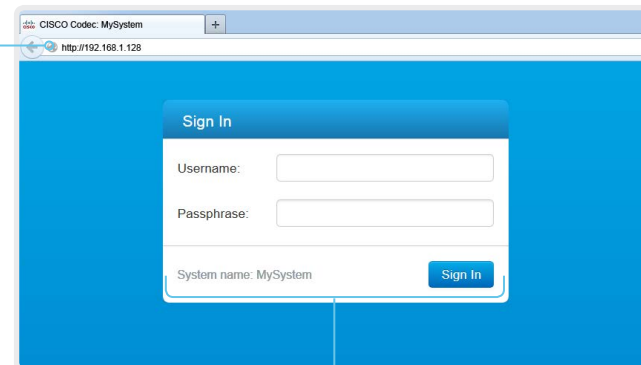 CISCO Codec: MySystem
+
http://192.168.1.128
Sign In
Username:
Passphrase:
System name: MySystem
Sign In